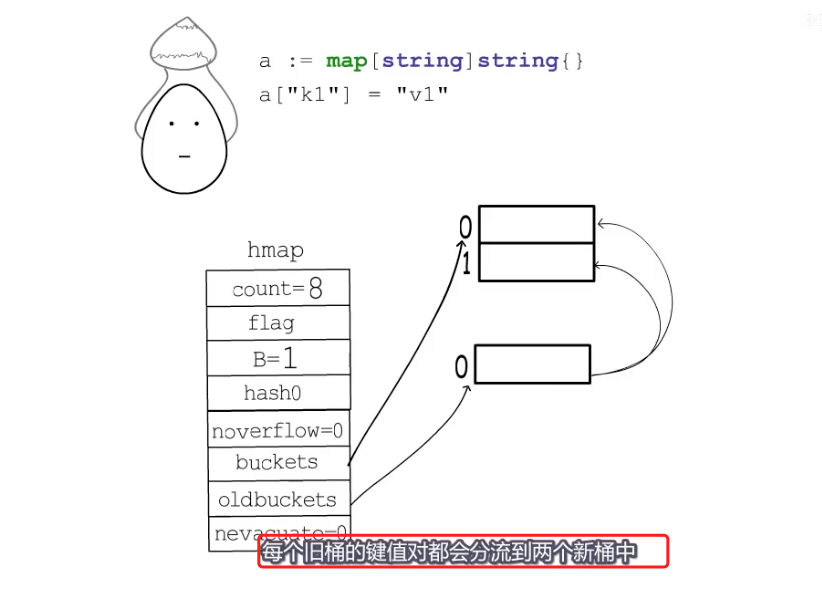 a := map[string]string{}
a["k1"] = "v1"
hmap
count=8
flag
B=1
hash0
noverflow=0
buckets
oldbuckets
nevacuate=0
0
1
0
每个旧桶的键值对都会分流到两个新桶中